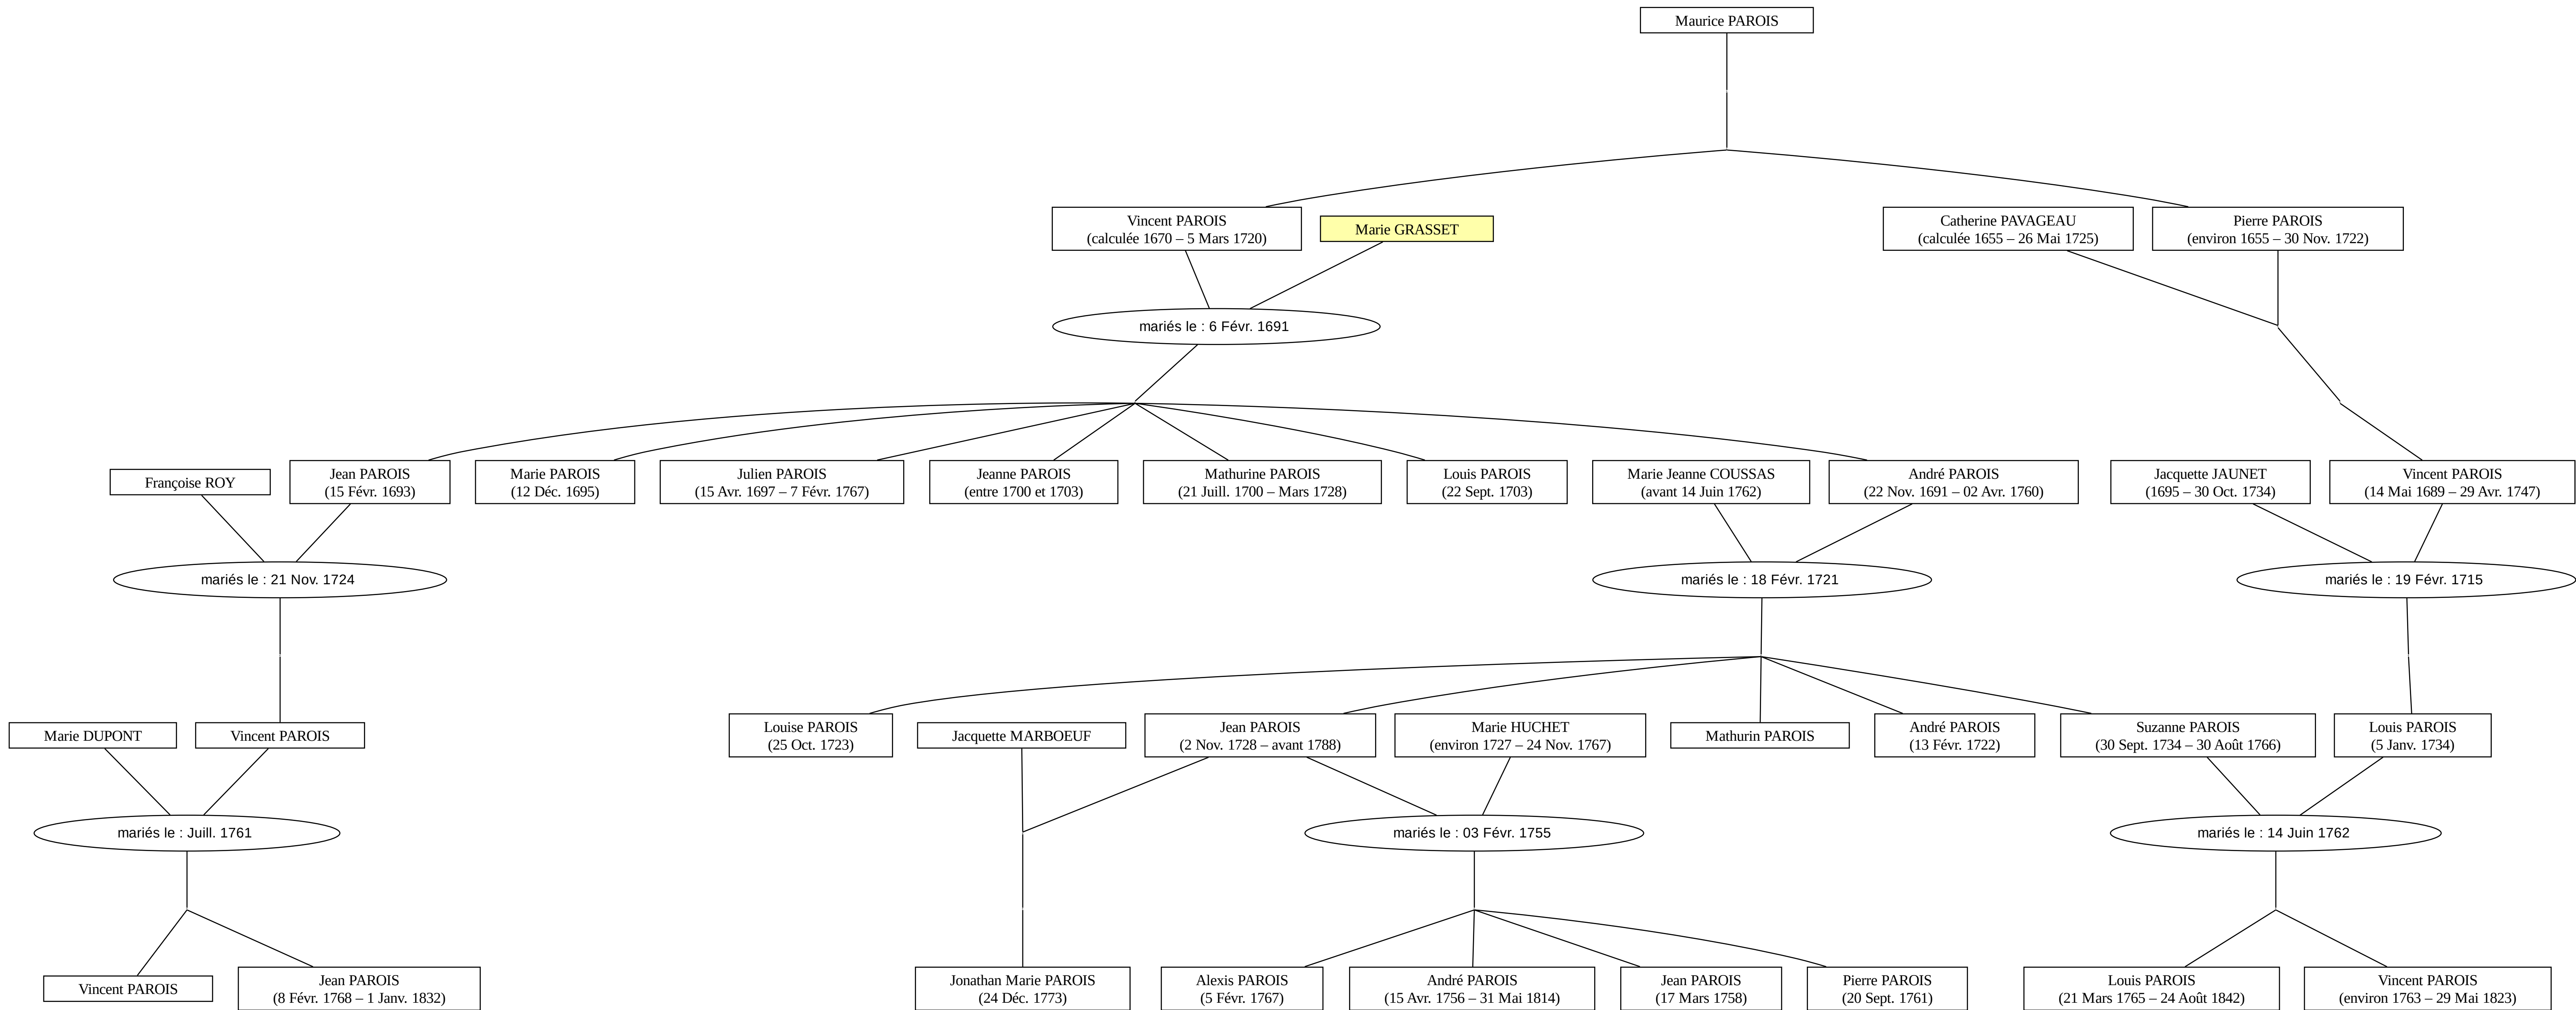 Maurice PAROIS
Vincent PAROIS
(calculée 1670 – 5 Mars 1720)
Marie GRASSET
Catherine PAVAGEAU
(calculée 1655 – 26 Mai 1725)
Pierre PAROIS
(environ 1655 – 30 Nov. 1722)
mariés le : 6 Févr. 1691
Françoise ROY
Jean PAROIS
(15 Févr. 1693)
Marie PAROIS
(12 Déc. 1695)
Julien PAROIS
(15 Avr. 1697 – 7 Févr. 1767)
Jeanne PAROIS
(entre 1700 et 1703)
Mathurine PAROIS
(21 Juill. 1700 – Mars 1728)
Louis PAROIS
(22 Sept. 1703)
Marie Jeanne COUSSAS
(avant 14 Juin 1762)
André PAROIS
(22 Nov. 1691 – 02 Avr. 1760)
Jacquette JAUNET
(1695 – 30 Oct. 1734)
Vincent PAROIS
(14 Mai 1689 – 29 Avr. 1747)
mariés le : 21 Nov. 1724
mariés le : 18 Févr. 1721
mariés le : 19 Févr. 1715
Marie DUPONT
Vincent PAROIS
Louise PAROIS
(25 Oct. 1723)
Jacquette MARBOEUF
Jean PAROIS
(2 Nov. 1728 – avant 1788)
Marie HUCHET
(environ 1727 – 24 Nov. 1767)
Mathurin PAROIS
André PAROIS
(13 Févr. 1722)
Suzanne PAROIS
(30 Sept. 1734 – 30 Août 1766)
Louis PAROIS
(5 Janv. 1734)
mariés le : Juill. 1761
mariés le : 03 Févr. 1755
mariés le : 14 Juin 1762
Vincent PAROIS
Jean PAROIS
(8 Févr. 1768 – 1 Janv. 1832)
Jonathan Marie PAROIS
(24 Déc. 1773)
Alexis PAROIS
(5 Févr. 1767)
André PAROIS
(15 Avr. 1756 – 31 Mai 1814)
Jean PAROIS
(17 Mars 1758)
Pierre PAROIS
(20 Sept. 1761)
Louis PAROIS
(21 Mars 1765 – 24 Août 1842)
Vincent PAROIS
(environ 1763 – 29 Mai 1823)